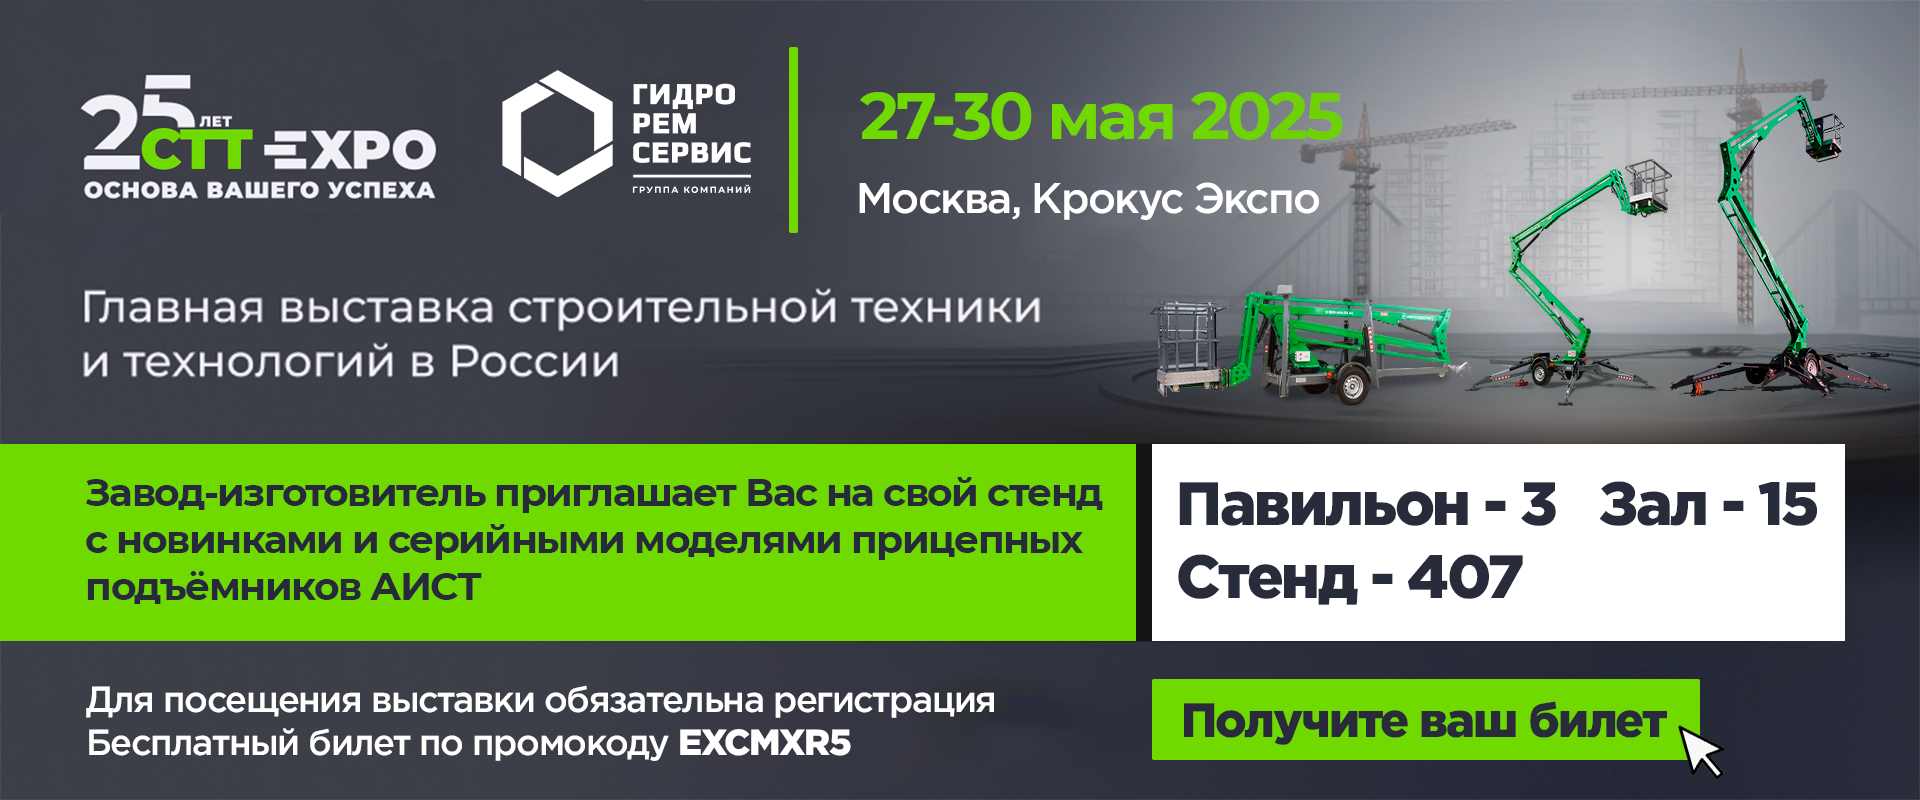 25 ЛЕТ
СТТ EXPO
ОСНОВА ВАШЕГО УСПЕХА
ГИДРО
РЕМ
СЕРВИС
ГРУППА КОМПАНИЙ
27-30 мая 2025
Москва, Крокус Экспо
Главная выставка строительной техники
и технологий в России
Завод-изготовитель приглашает Вас на свой стенд
с новинками и серийными моделями прицепных
подъёмников АИСТ
Павильон - 3 Зал - 15
Стенд - 407
Для посещения выставки обязательна регистрация
Бесплатный билет по промокоду EXCMXR5
Получите ваш билет